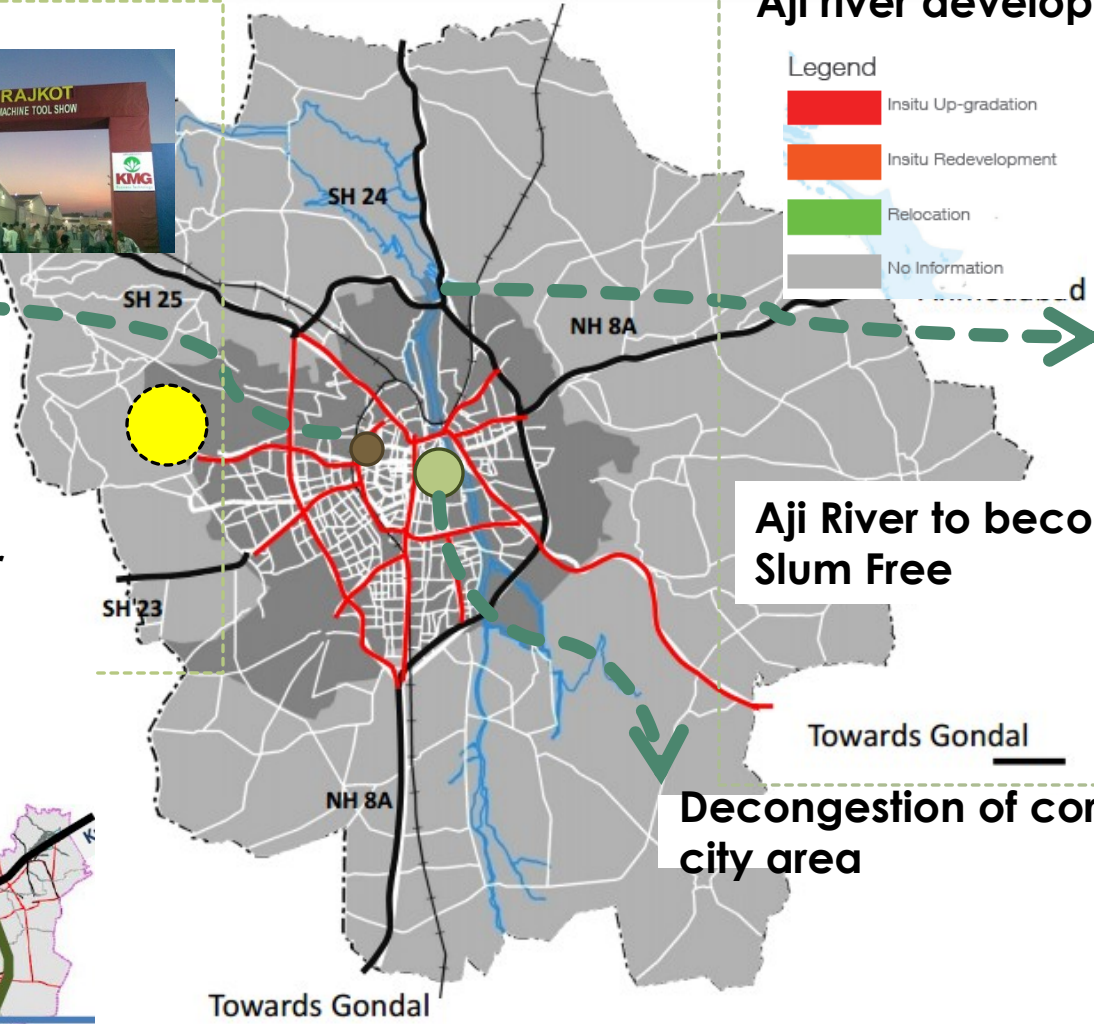 Aji river develop
Legend
Insitu Up-gradation
Insitu Redevelopment
Relocation
No Information
RAJKOT
MACHINE TOOL SHOW
KMG
SH 24
SH 25
NH 8A
Aji River to beco
Slum Free
SH 23
Towards Gondal
NH 8A
Decongestion of cor
city area
Towards Gondal